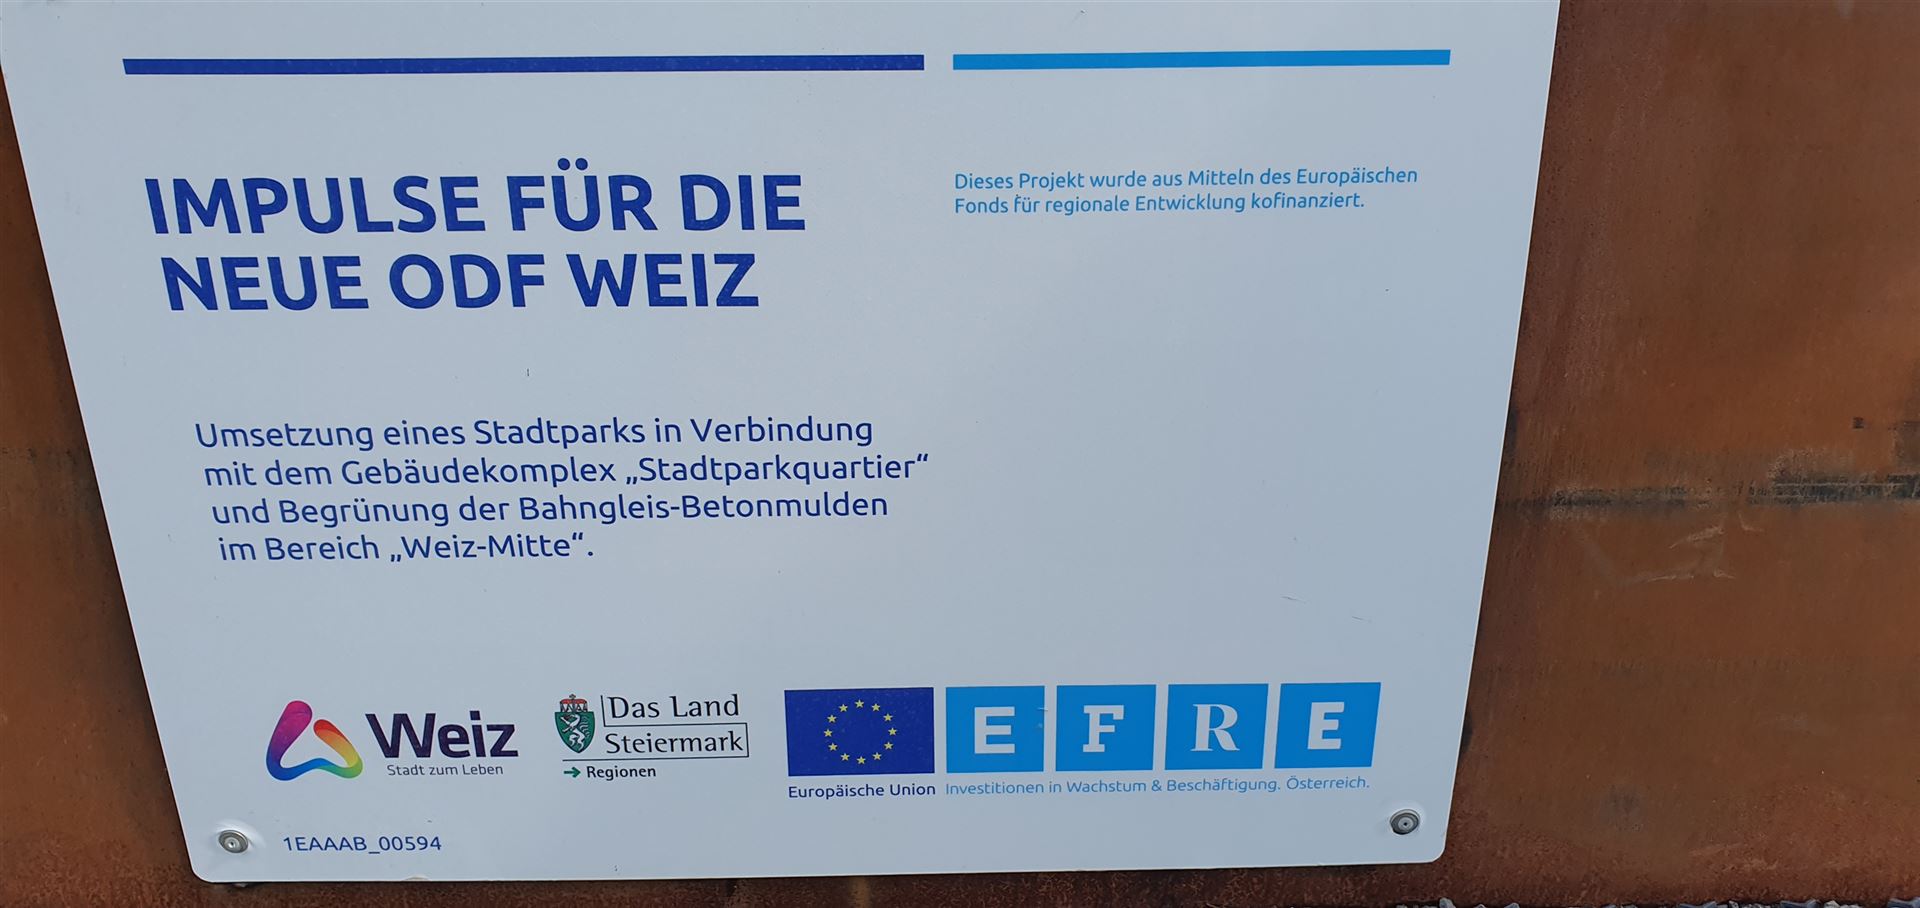 IMPULSE FÜR DIE
NEUE ODF WEIZ
Dieses Projekt wurde aus Mitteln des Europäischen
Fonds für regionale Entwicklung kofinanziert.
Umsetzung eines Stadtparks in Verbindung
mit dem Gebäudekomplex „Stadtparkquartier“
und Begrünung der Bahngleis-Betonmulden
im Bereich „Weiz-Mitte“.
Weiz
Stadt zum Leben
Das Land
Steiermark
→ Regionen
Europäische Union
E F R E
Investitionen in Wachstum & Beschäftigung. Österreich.
1EAAAB_00594